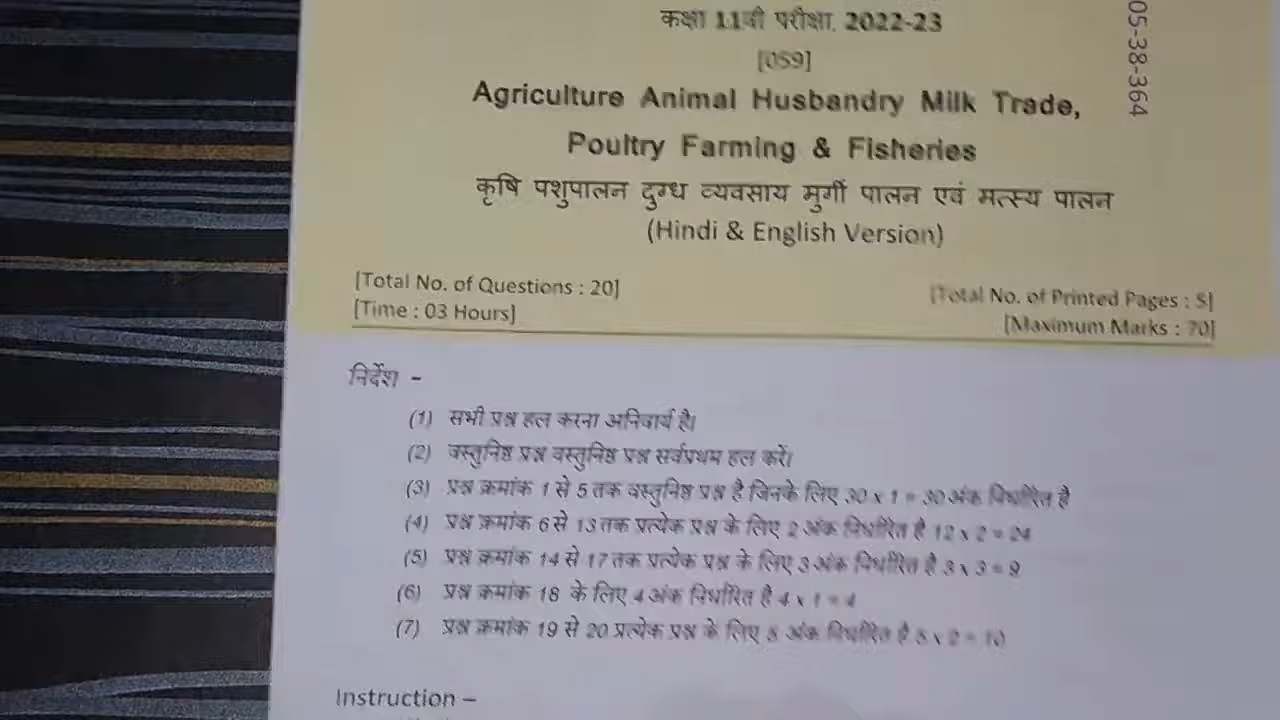 कक्षा 11वी परीक्षा, 2022-23
[059]
05-38-364
Agriculture Animal Husbandry Milk Trade,
Poultry Farming & Fisheries
कृषि पशुपालन दुग्ध व्यवसाय मुर्गी पालन एवं मत्स्य पालन
(Hindi & English Version)
[Total No. of Questions : 20]
[Total No. of Printed Pages : 5]
[Time : 03 Hours]
[Maximum Marks : 70]
निर्देश -
(1) सभी प्रश्न हल करना अनिवार्य है।
(2) वस्तुनिष्ठ प्रश्न वस्तुनिष्ठ प्रश्न सर्वप्रथम हल करें।
(3) प्रश्न क्रमांक 1 से 5 तक वस्तुनिष्ठ प्रश्न है जिनके लिए 30 x 1 = 30 अंक निर्धारित है
(4) प्रश्न क्रमांक 6 से 13 तक प्रत्येक प्रश्न के लिए 2 अंक निर्धारित है 12 x 2 = 24
(5) प्रश्न क्रमांक 14 से 17 तक प्रत्येक प्रश्न के लिए 3 अंक निर्धारित है 3 x 3 = 9
(6) प्रश्न क्रमांक 18 के लिए 4 अंक निर्धारित है 4 x 1 = 4
(7) प्रश्न क्रमांक 19 से 20 प्रत्येक प्रश्न के लिए 5 अंक निर्धारित है 5 x 2 = 10
Instruction –